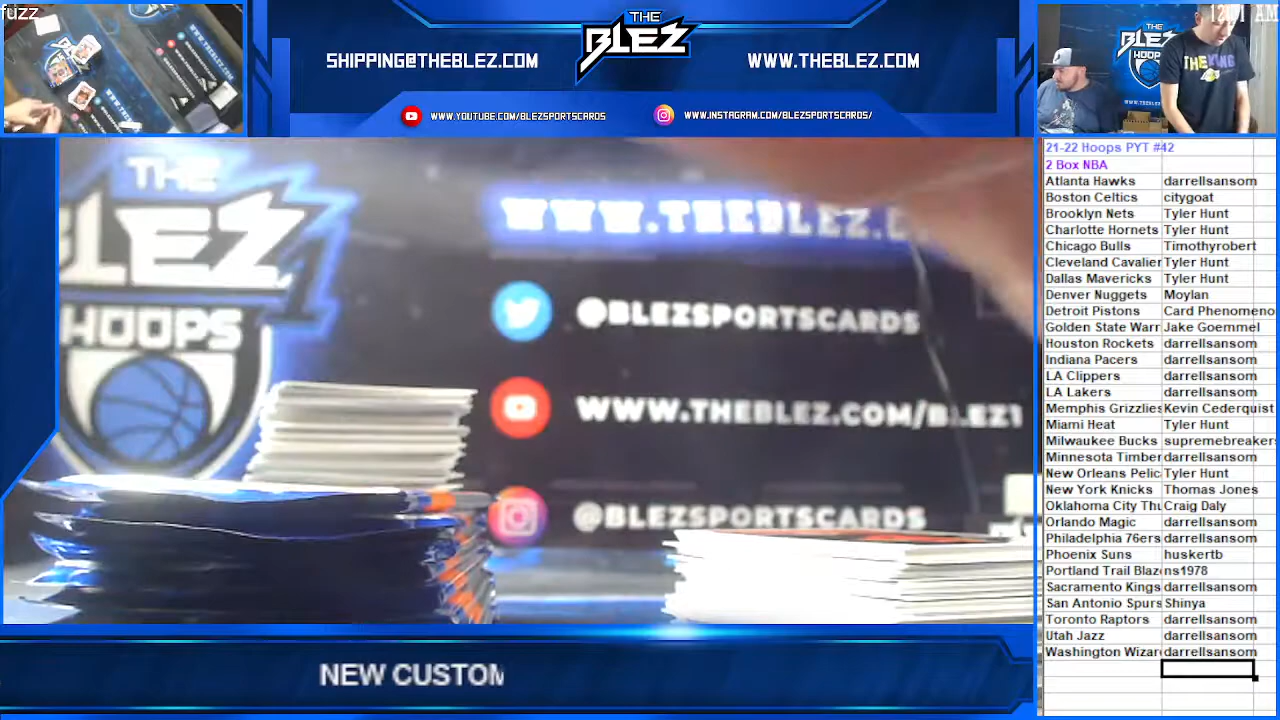 fuzz
SHIPPING@THEBLEZ.COM
THE
BLEZ
WWW.THEBLEZ.COM
WWW.YOUTUBE.COM/BLEZSPORTSCARDS
WWW.INSTAGRAM.COM/BLEZSPORTSCARDS/
AM
THE
BLEZ
HOOPS
THE KING
THE
BLEZ
HOOPS
WWW.THEBLEZ.
@BLEZSPORTSCARDS
WWW.THEBLEZ.COM/BLEZ1
@BLEZSPORTSCARDS
21-22 Hoops PYT #42
2 Box NBA
Atlanta Hawks darrellsansom
Boston Celtics citygoat
Brooklyn Nets Tyler Hunt
Charlotte Hornets Tyler Hunt
Chicago Bulls Timothyrobert
Cleveland Cavalier Tyler Hunt
Dallas Mavericks Tyler Hunt
Denver Nuggets Moylan
Detroit Pistons Card Phenomeno
Golden State Warr Jake Goemmel
Houston Rockets darrellsansom
Indiana Pacers darrellsansom
LA Clippers darrellsansom
LA Lakers darrellsansom
Memphis Grizzlies Kevin Cederquist
Miami Heat Tyler Hunt
Milwaukee Bucks supremebreakers
Minnesota Timber darrellsansom
New Orleans Pelic Tyler Hunt
New York Knicks Thomas Jones
Oklahoma City Thu Craig Daly
Orlando Magic darrellsansom
Philadelphia 76ers darrellsansom
Phoenix Suns huskertb
Portland Trail Blaz ns1978
Sacramento Kings darrellsansom
San Antonio Spurs Shinya
Toronto Raptors darrellsansom
Utah Jazz darrellsansom
Washington Wizar darrellsansom
NEW CUSTOM